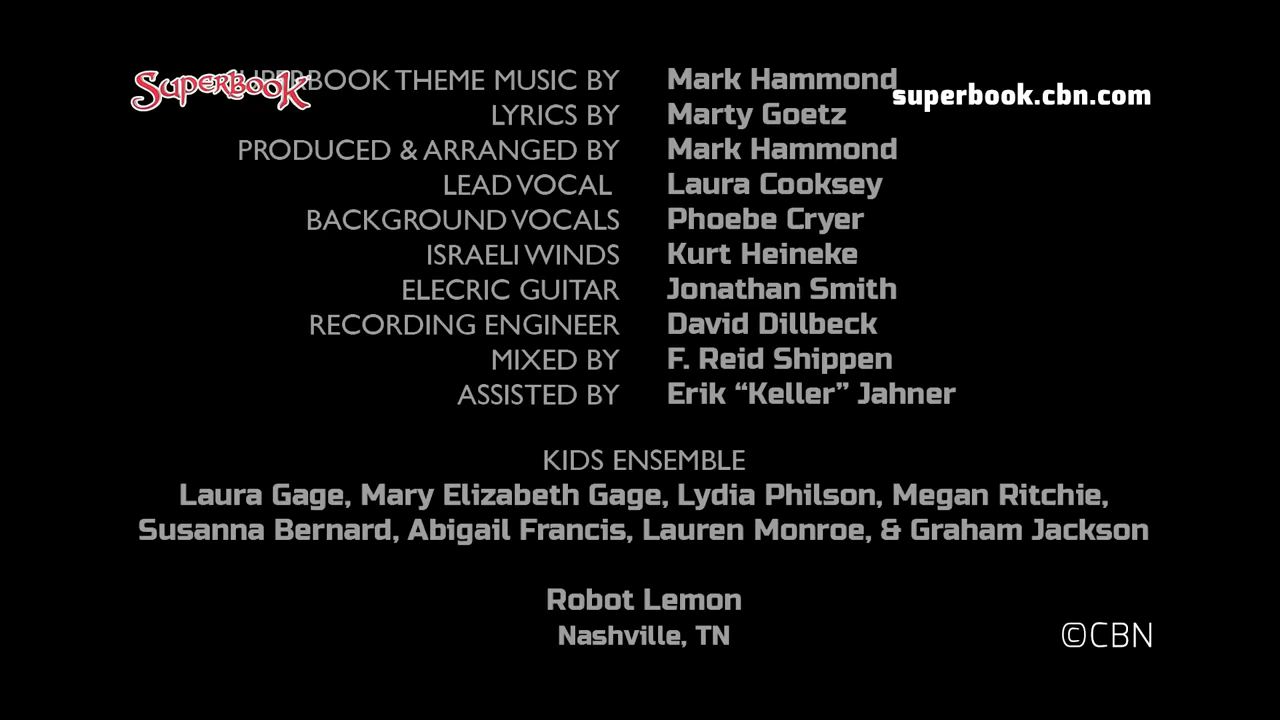 Superbook
SUPERBOOK THEME MUSIC BY Mark Hammond
superbook.cbn.com
LYRICS BY Marty Goetz
PRODUCED & ARRANGED BY Mark Hammond
LEAD VOCAL Laura Cooksey
BACKGROUND VOCALS Phoebe Cryer
ISRAELI WINDS Kurt Heineke
ELECRIC GUITAR Jonathan Smith
RECORDING ENGINEER David Dillbeck
MIXED BY F. Reid Shippen
ASSISTED BY Erik “Keller” Jahner
KIDS ENSEMBLE
Laura Gage, Mary Elizabeth Gage, Lydia Philson, Megan Ritchie,
Susanna Bernard, Abigail Francis, Lauren Monroe, & Graham Jackson
Robot Lemon
Nashville, TN
©CBN